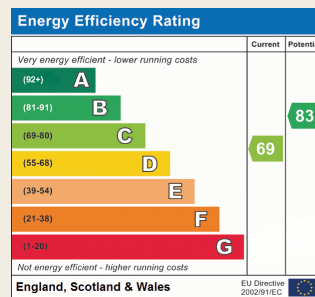 Energy Efficiency Rating
Current Potenti
Very energy efficient - lower running costs
(92+) A
(81-91) B
83
(69-80) C
69
(55-68) D
(39-54) E
(21-38) F
(1-20) G
Not energy efficient - higher running costs
England, Scotland & Wales
EU Directive
2002/91/EC